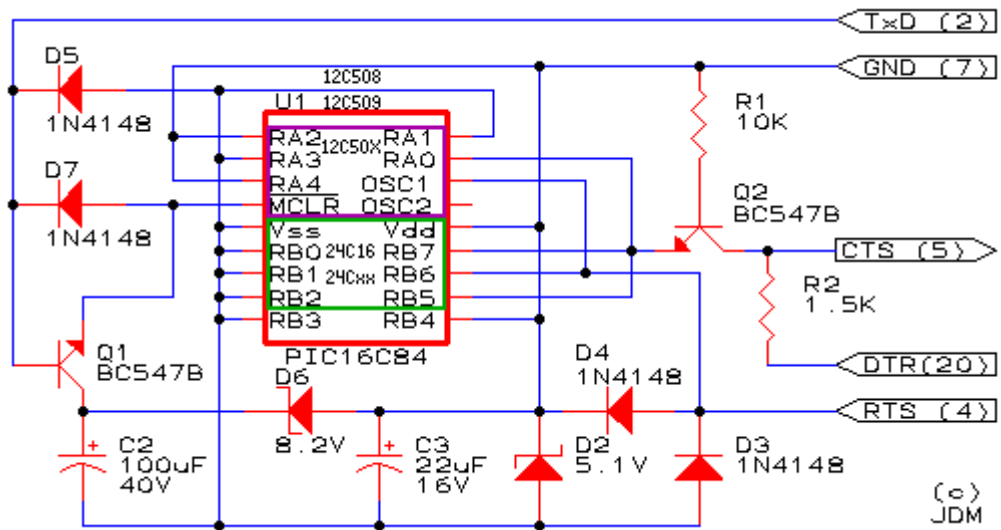 TxD (2)
D5
1N4148
12C508
GND (7)
U1 12C509
R1
10K
RA2 12C50X RA1
RA3 RA0
RA4 OSC1
MCLR OSC2
D7
1N4148
Q2
BC547B
Vss Vdd
RB0 24C16 RB7
RB1 24Cxx RB6
RB2 RB5
RB3 RB4
PIC16C84
CTS (5)
R2
1.5K
Q1
BC547B
D6
8.2V
D4
1N4148
DTR(20)
RTS (4)
C2
100uF
40V
C3
22uF
16V
D2
5.1V
D3
1N4148
(c)
JDM